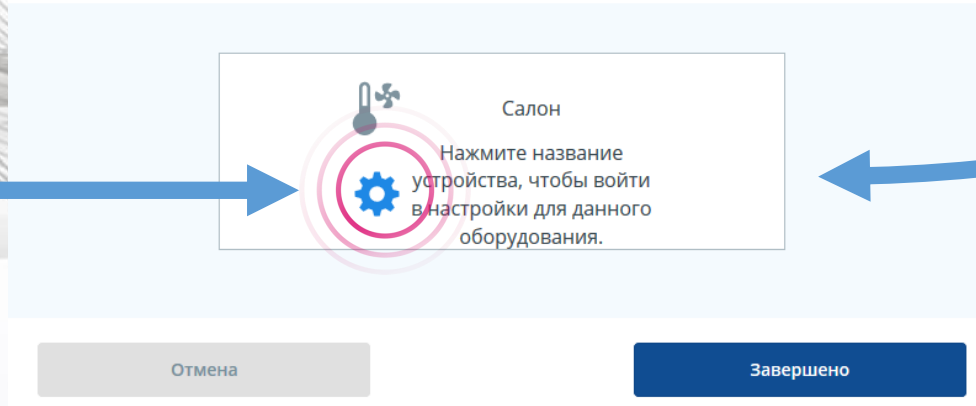 Салон
Нажмите название
устройства, чтобы войти
в настройки для данного
оборудования.
Отмена
Завершено